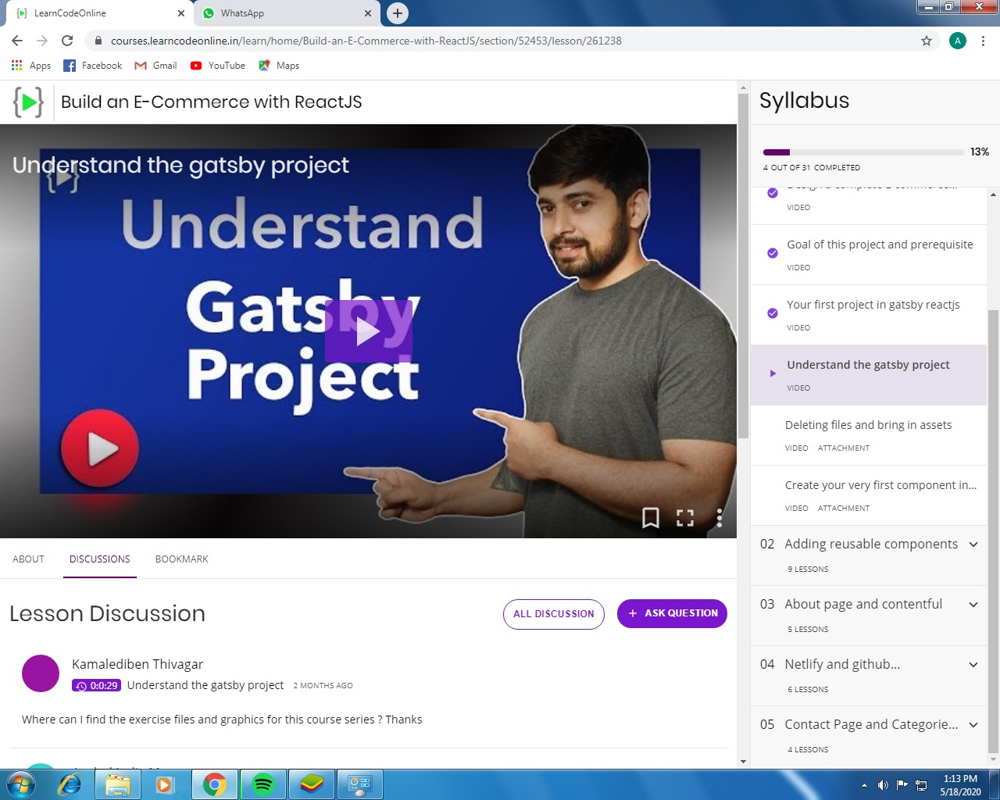 LearnCodeOnline
WhatsApp
courses.learncodeonline.in/learn/home/Build-an-E-Commerce-with-ReactJS/section/52453/lesson/261238
A
Apps Facebook Gmail YouTube Maps
Build an E-Commerce with ReactJS
Understand the gatsby project
Understand
Gatsby
Project
ABOUT DISCUSSIONS BOOKMARK
Lesson Discussion
ALL DISCUSSION
+ ASK QUESTION
Kamalediben Thivagar
0:0:29 Understand the gatsby project 2 MONTHS AGO
Where can I find the exercise files and graphics for this course series ? Thanks
Syllabus
13%
4 OUT OF 31 COMPLETED
VIDEO
Goal of this project and prerequisite
VIDEO
Your first project in gatsby reactjs
VIDEO
Understand the gatsby project
VIDEO
Deleting files and bring in assets
VIDEO ATTACHMENT
Create your very first component in...
VIDEO ATTACHMENT
02 Adding reusable components
9 LESSONS
03 About page and contentful
5 LESSONS
04 Netlify and github...
6 LESSONS
05 Contact Page and Categorie...
4 LESSONS
1:13 PM
5/18/2020